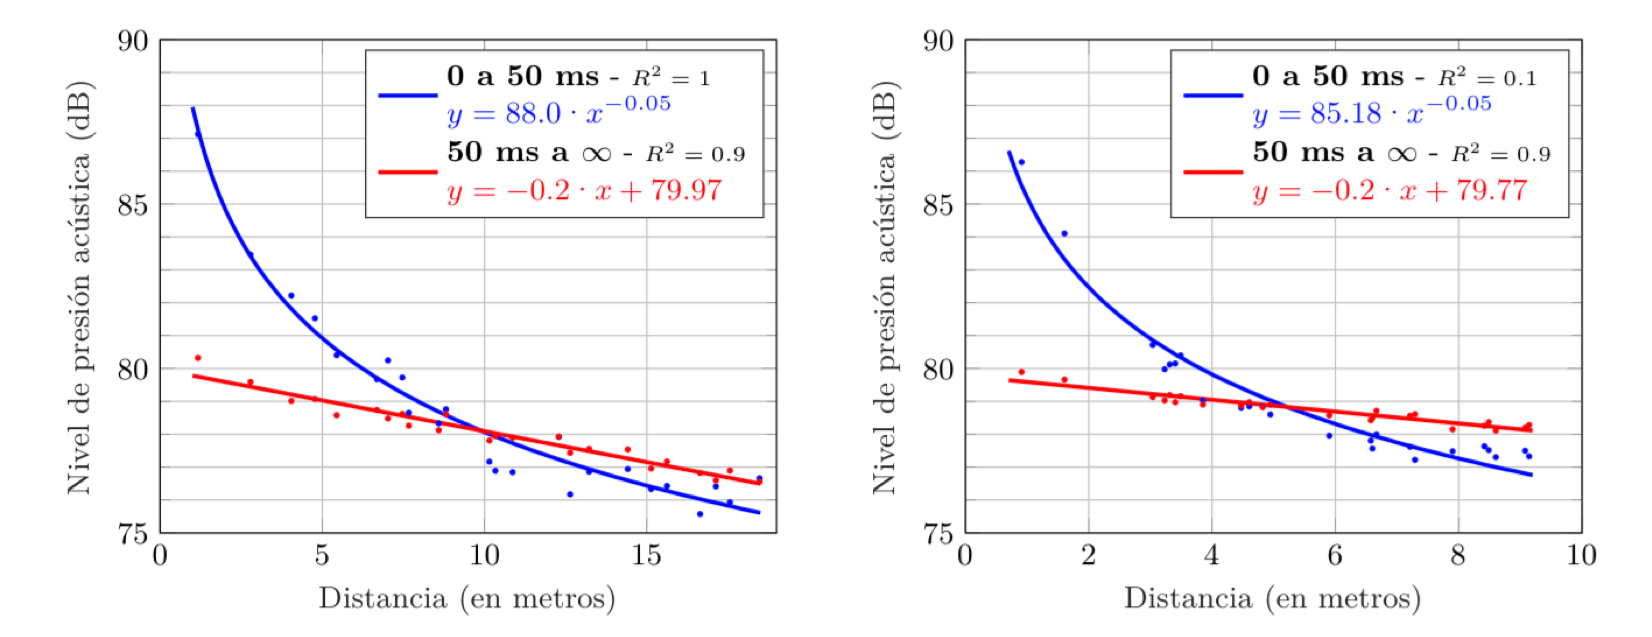 90
85
80
75
0
5
10
15
Nivel de presión acústica (dB)
Distancia (en metros)
0 a 50 ms - R² = 1
y = 88.0 · x^−0.05
50 ms a ∞ - R² = 0.9
y = −0.2 · x + 79.97
90
85
80
75
0
2
4
6
8
10
Nivel de presión acústica (dB)
Distancia (en metros)
0 a 50 ms - R² = 0.1
y = 85.18 · x^−0.05
50 ms a ∞ - R² = 0.9
y = −0.2 · x + 79.77